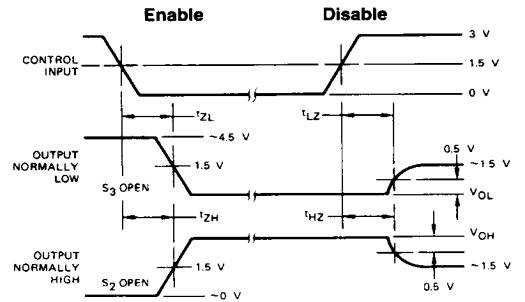 Enable Disable
CONTROL
INPUT
3 V
1.5 V
0 V
tZL
tLZ
OUTPUT
NORMALLY
LOW
~4.5 V
1.5 V
S3 OPEN
0.5 V
~1.5 V
VOL
tZH
tHZ
OUTPUT
NORMALLY
HIGH
S2 OPEN
1.5 V
~0 V
VOH
~1.5 V
0.5 V